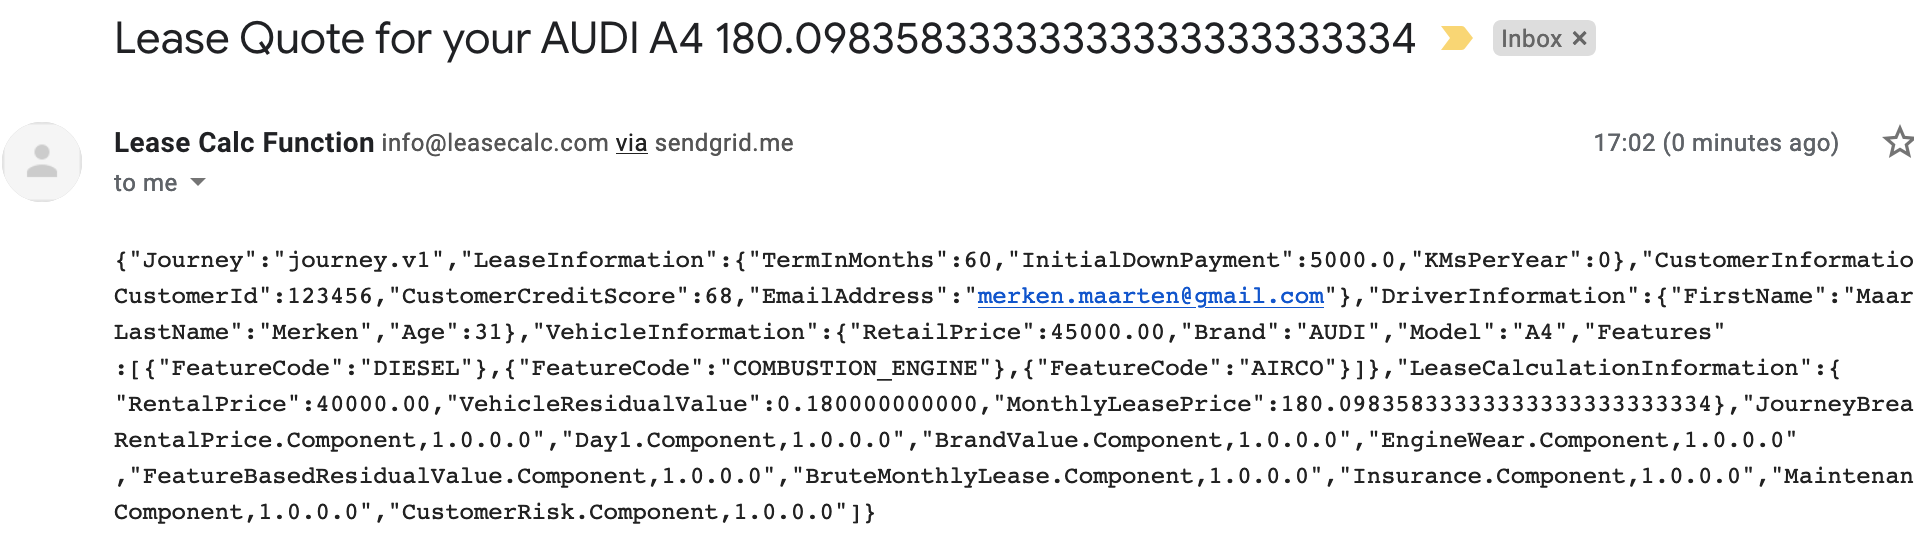 Lease Quote for your AUDI A4 180.09835833333333333333333334
Inbox ×
Lease Calc Function info@leasecalc.com via sendgrid.me
17:02 (0 minutes ago)
to me
{"Journey":"journey.v1","LeaseInformation":{"TermInMonths":60,"InitialDownPayment":5000.0,"KMsPerYear":0},"CustomerInformatio
CustomerId":123456,"CustomerCreditScore":68,"EmailAddress":"merken.maarten@gmail.com"},"DriverInformation":{"FirstName":"Maar
LastName":"Merken","Age":31},"VehicleInformation":{"RetailPrice":45000.00,"Brand":"AUDI","Model":"A4","Features"
:[{"FeatureCode":"DIESEL"},{"FeatureCode":"COMBUSTION_ENGINE"},{"FeatureCode":"AIRCO"}]},"LeaseCalculationInformation":{
"RentalPrice":40000.00,"VehicleResidualValue":0.180000000000,"MonthlyLeasePrice":180.09835833333333333333333334},"JourneyBrea
RentalPrice.Component,1.0.0.0","Day1.Component,1.0.0.0","BrandValue.Component,1.0.0.0","EngineWear.Component,1.0.0.0"
,"FeatureBasedResidualValue.Component,1.0.0.0","BruteMonthlyLease.Component,1.0.0.0","Insurance.Component,1.0.0.0","Maintenan
Component,1.0.0.0","CustomerRisk.Component,1.0.0.0"]}